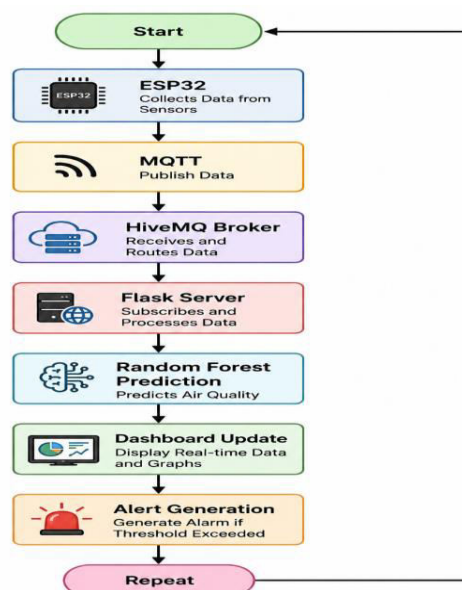 Start
ESP32
ESP32
Collects Data from
Sensors
MQTT
Publish Data
HiveMQ Broker
Receives and
Routes Data
Flask Server
Subscribes and
Processes Data
Random Forest
Prediction
Predicts Air Quality
Dashboard Update
Display Real-time Data
and Graphs
Alert Generation
Generate Alarm if
Threshold Exceeded
Repeat